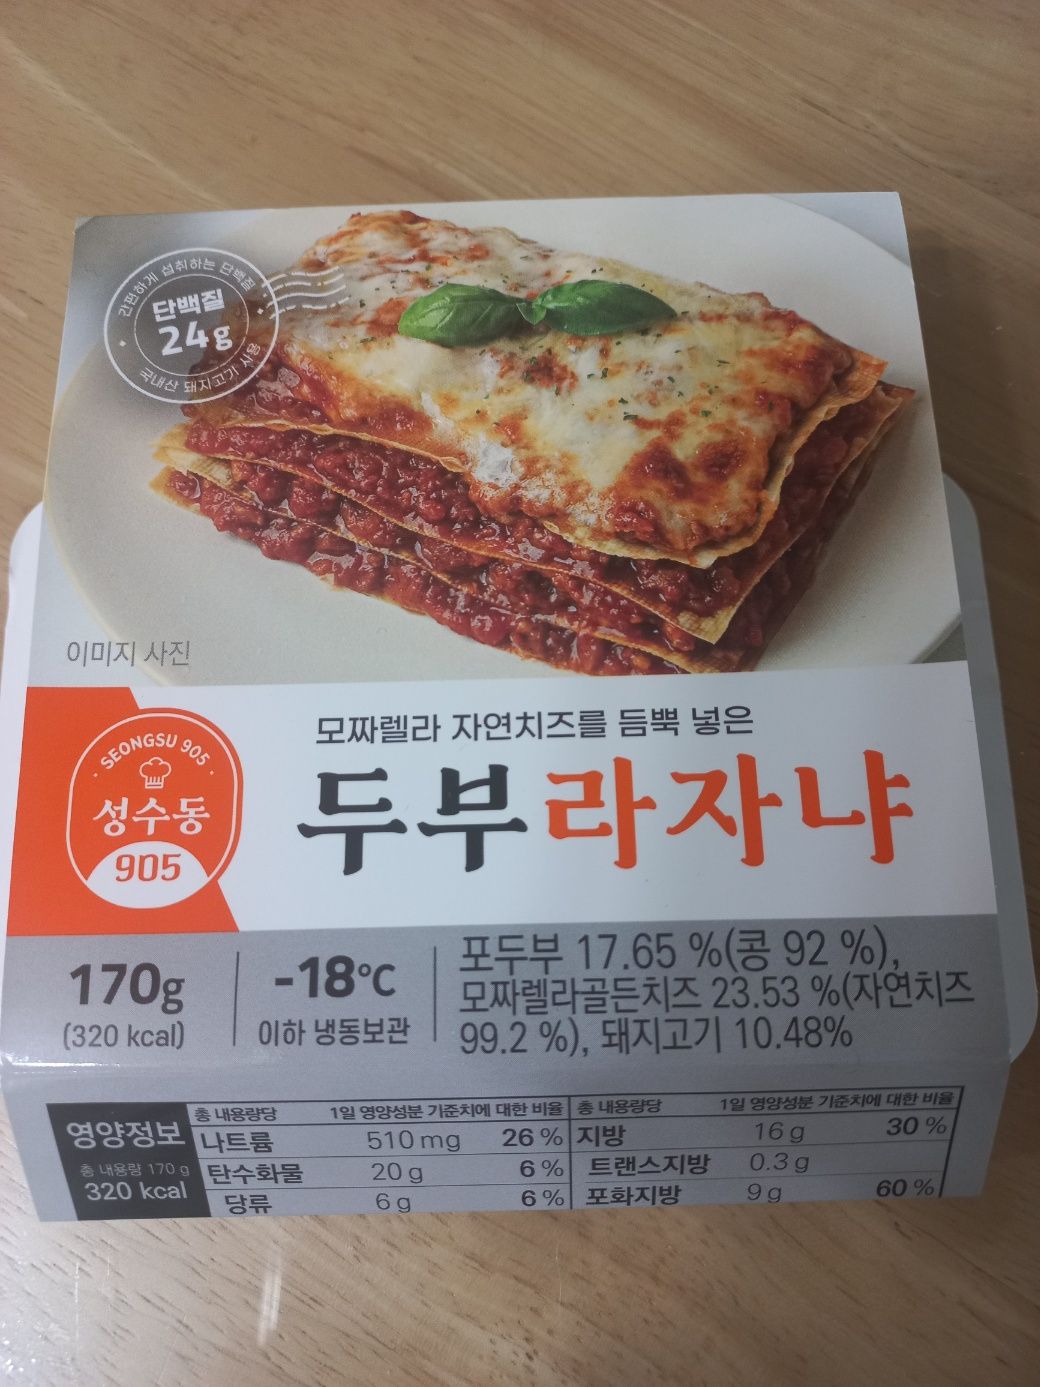 간편하게 섭취하는 단백질
단백질
24g
국내산 돼지고기 사용
이미지 사진
SEONGSU 905
성수동
905
모짜렐라 자연치즈를 듬뿍 넣은
두부라자냐
170g
(320 kcal)
-18℃
이하 냉동보관
포두부 17.65 %(콩 92 %),
모짜렐라골든치즈 23.53 %(자연치즈
99.2 %), 돼지고기 10.48%
영양정보
총 내용량 170 g
320 kcal
총 내용량당 1일 영양성분 기준치에 대한 비율
나트륨 510 mg 26 %
탄수화물 20 g 6 %
당류 6 g 6 %
총 내용량당 1일 영양성분 기준치에 대한 비율
지방 16 g 30 %
트랜스지방 0.3 g
포화지방 9 g 60 %